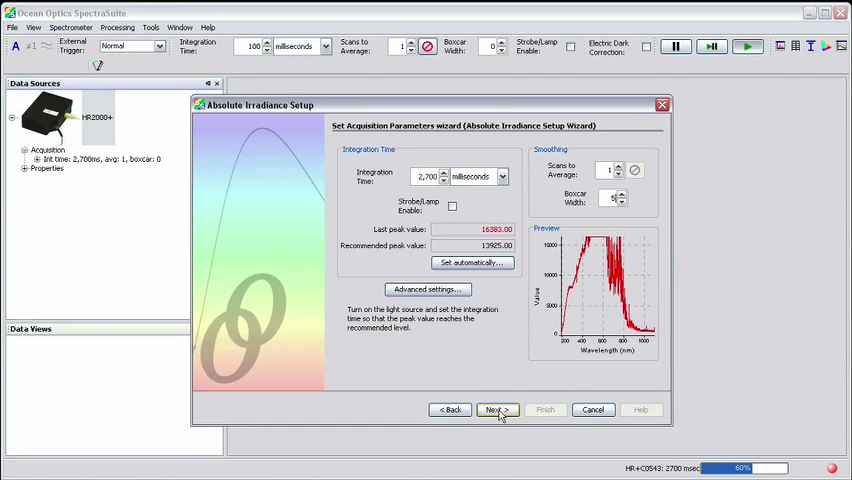 Ocean Optics SpectraSuite
File View Spectrometer Processing Tools Window Help
External Trigger: Normal
Integration Time: 100 milliseconds
Scans to Average: 1
Boxcar Width: 0
Strobe/Lamp Enable:
Electric Dark Correction:
Data Sources
HR2000+
Acquisition
Int time: 2,700ms, avg: 1, boxcar: 0
Properties
Data Views
Absolute Irradiance Setup
Set Acquisition Parameters wizard (Absolute Irradiance Setup Wizard)
Integration Time
Integration Time: 2,700 milliseconds
Strobe/Lamp Enable:
Last peak value: 16383.00
Recommended peak value: 13925.00
Set automatically...
Advanced settings...
Turn on the light source and set the integration
time so that the peak value reaches the
recommended level.
Smoothing
Scans to Average: 1
Boxcar Width: 5
Preview
15000
10000
5000
0
Value
200 400 600 800 1000
Wavelength (nm)
< Back Next > Finish Cancel Help
HR+C0543: 2700 msec 60%